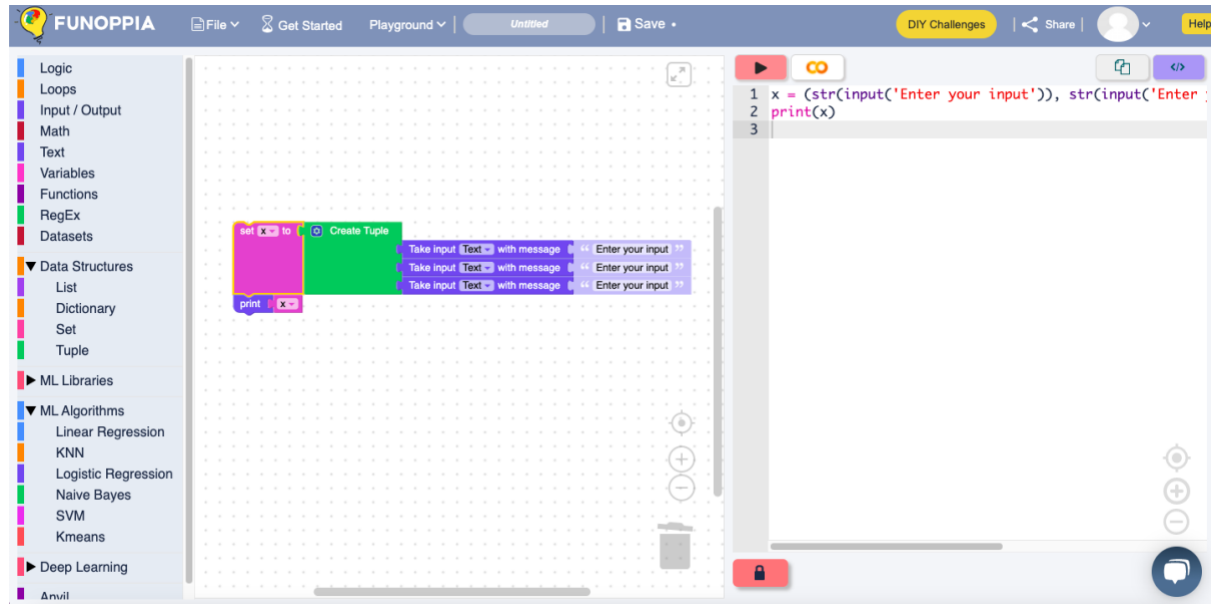 FUNOPPIA File Get Started Playground Untitled Save DIY Challenges Share Help
Logic
Loops
Input / Output
Math
Text
Variables
Functions
RegEx
Datasets
Data Structures
List
Dictionary
Set
Tuple
ML Libraries
ML Algorithms
Linear Regression
KNN
Logistic Regression
Naive Bayes
SVM
Kmeans
Deep Learning
Anvil
set x to Create Tuple
Take input Text with message “ Enter your input ”
Take input Text with message “ Enter your input ”
Take input Text with message “ Enter your input ”
print x
</>
1 x = (str(input('Enter your input')), str(input('Enter
2 print(x)
3